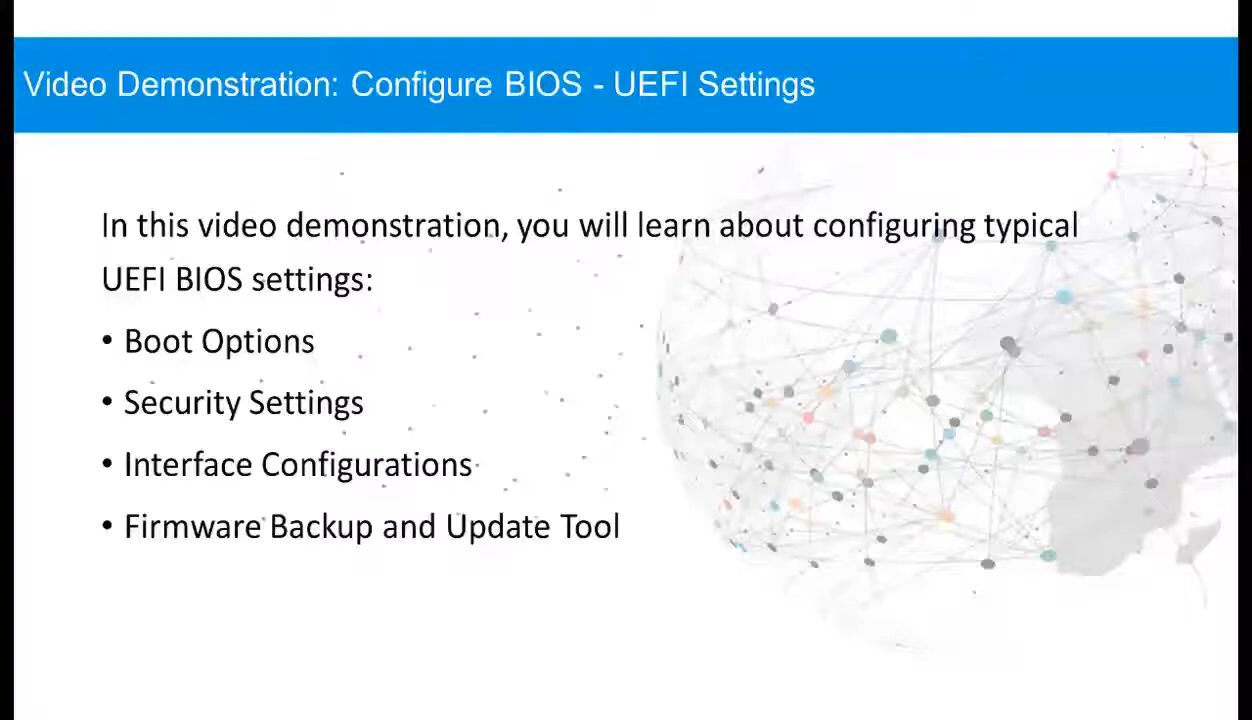 Video Demonstration: Configure BIOS - UEFI Settings
In this video demonstration, you will learn about configuring typical
UEFI BIOS settings:
• Boot Options
• Security Settings
• Interface Configurations
• Firmware Backup and Update Tool